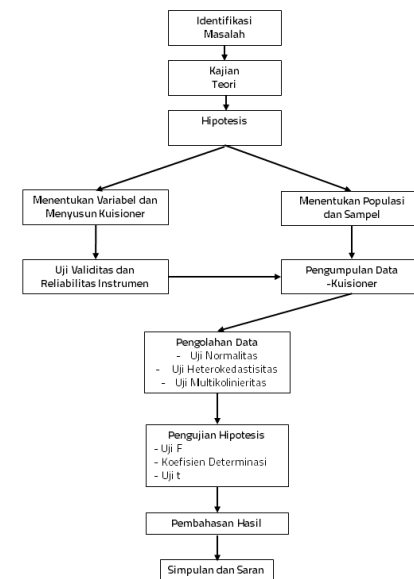 Identifikasi
Masalah
Kajian
Teori
Hipotesis
Menentukan Variabel dan
Menyusun Kuisioner
Menentukan Populasi
dan Sampel
Uji Validitas dan
Reliabilitas Instrumen
Pengumpulan Data
-Kuisioner
Pengolahan Data
- Uji Normalitas
- Uji Heterokedastisitas
- Uji Multikolinieritas
Pengujian Hipotesis
- Uji F
- Koefisien Determinasi
- Uji t
Pembahasan Hasil
Simpulan dan Saran